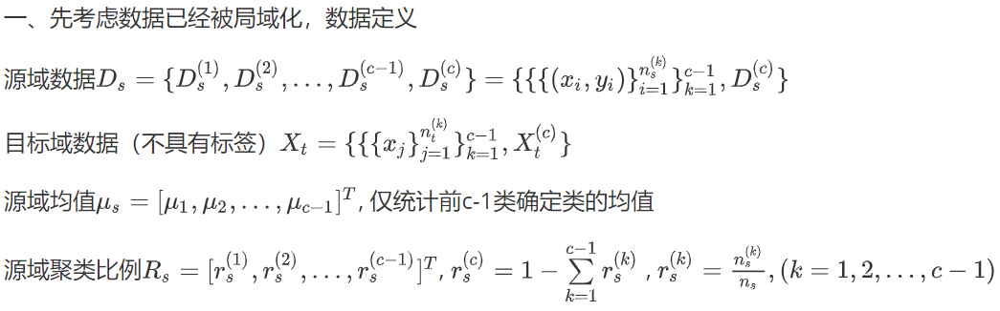 一、先考虑数据已经被局域化，数据定义
源域数据$D_s = \{D_s^{(1)}, D_s^{(2)}, \ldots, D_s^{(c-1)}, D_s^{(c)}\} = \{\{\{(x_i, y_i)\}_{i=1}^{n_s^{(k)}}\}_{k=1}^{c-1}, D_s^{(c)}\}$
目标域数据（不具有标签）$X_t = \{\{\{x_j\}_{j=1}^{n_t^{(k)}}\}_{k=1}^{c-1}, X_t^{(c)}\}$
源域均值$\mu_s = [\mu_1, \mu_2, \ldots, \mu_{c-1}]^T$, 仅统计前c-1类确定类的均值
源域聚类比例$R_s = [r_s^{(1)}, r_s^{(2)}, \ldots, r_s^{(c-1)}]^T$, $r_s^{(c)} = 1 - \sum_{k=1}^{c-1} r_s^{(k)}$ , $r_s^{(k)} = \frac{n_s^{(k)}}{n_s}, (k = 1, 2, \ldots, c-1)$